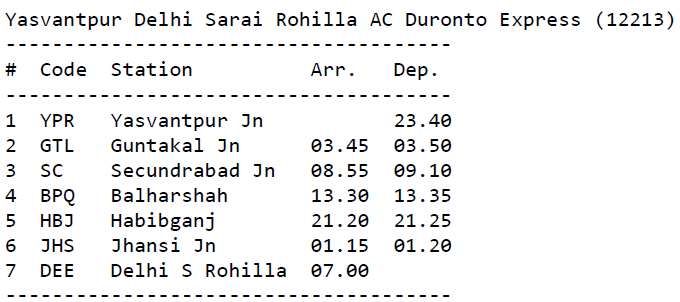 Yasvantpur Delhi Sarai Rohilla AC Duronto Express (12213)
--------------------------------------
# Code Station Arr. Dep.
--------------------------------------
1 YPR Yasvantpur Jn 23.40
2 GTL Guntakal Jn 03.45 03.50
3 SC Secundrabad Jn 08.55 09.10
4 BPQ Balharshah 13.30 13.35
5 HBJ Habibganj 21.20 21.25
6 JHS Jhansi Jn 01.15 01.20
7 DEE Delhi S Rohilla 07.00
--------------------------------------